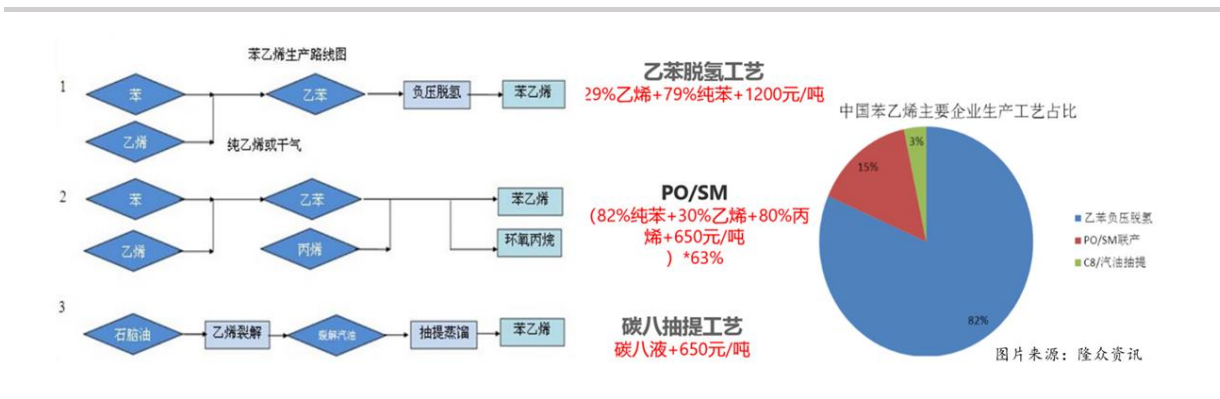 苯乙烯生产路线图
1
苯
乙苯
负压脱氢
苯乙烯
乙烯
纯乙烯或干气
2
苯
乙苯
苯乙烯
乙烯
丙烯
环氧丙烷
3
石脑油
乙烯裂解
裂解汽油
抽提蒸馏
苯乙烯
乙苯脱氢工艺
29%乙烯+79%纯苯+1200元/吨
PO/SM
(82%纯苯+30%乙烯+80%丙
烯+650元/吨
) *63%
碳八抽提工艺
碳八液+650元/吨
中国苯乙烯主要企业生产工艺占比
3%
15%
82%
乙苯负压脱氢
PO/SM联产
C8/汽油抽提
图片来源：隆众资讯